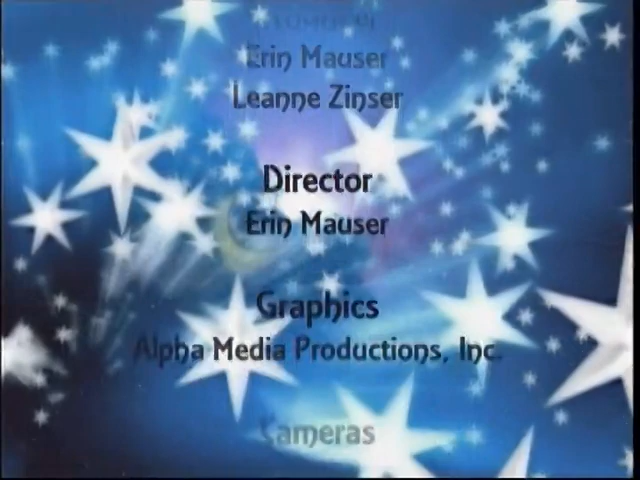 Erin Mauser
Leanne Zinser
Director
Erin Mauser
Graphics
Alpha Media Productions, Inc.
Cameras